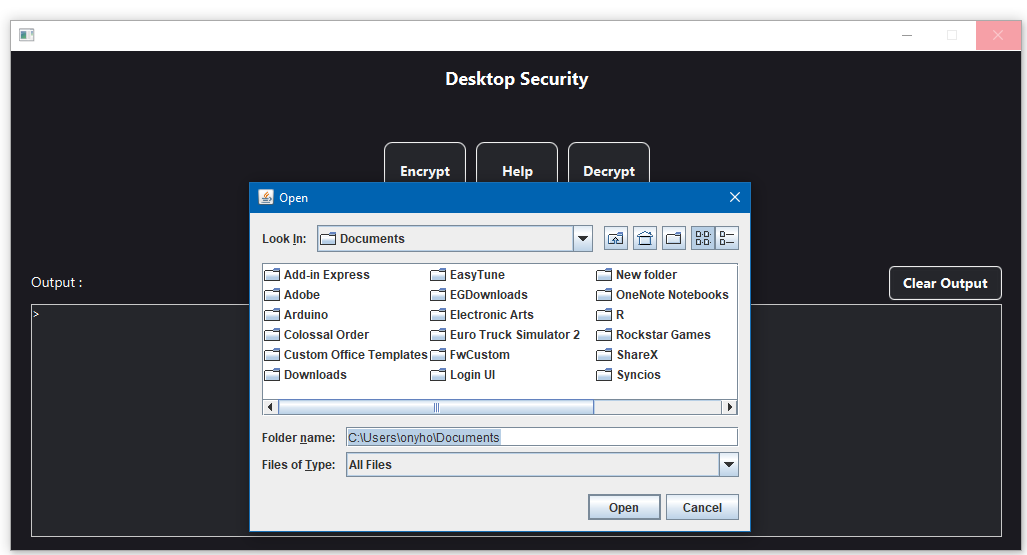 Desktop Security
Encrypt Help Decrypt
Open
Look In: Documents
Add-in Express EasyTune New folder
Adobe EGDownloads OneNote Notebooks
Arduino Electronic Arts R
Colossal Order Euro Truck Simulator 2 Rockstar Games
Custom Office Templates FwCustom ShareX
Downloads Login UI Syncios
Folder name: C:\Users\onyho\Documents
Files of Type: All Files
Open Cancel
Output :
Clear Output
>